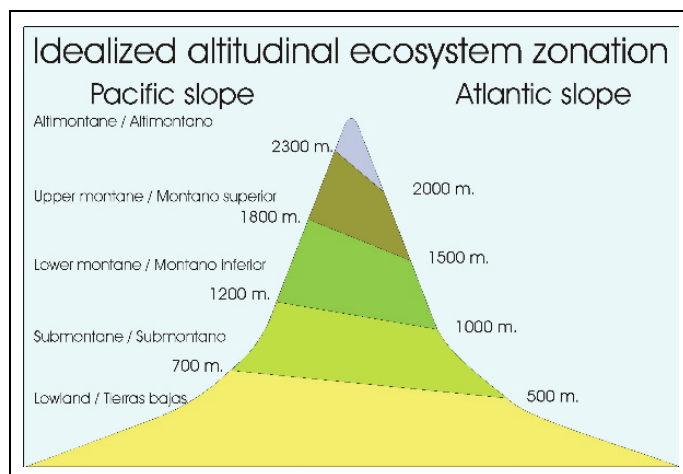 Idealized altitudinal ecosystem zonation
Pacific slope
Atlantic slope
Altimontane / Altimontano
2300 m.
2000 m.
Upper montane / Montano superior
1800 m.
1500 m.
Lower montane / Montano inferior
1200 m.
1000 m.
Submontane / Submontano
700 m.
500 m.
Lowland / Tierras bajas